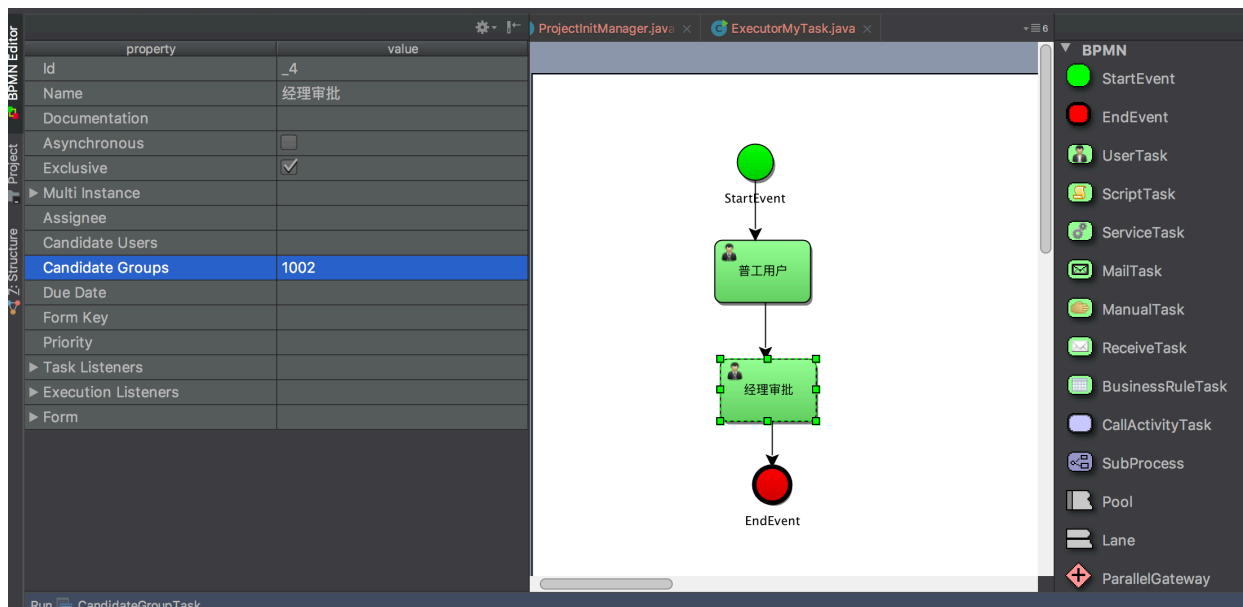 ProjectInitManager.java
ExecutorMyTask.java
6
BPMN Editor
Project
Z: Structure
property value
Id _4
Name 经理审批
Documentation
Asynchronous
Exclusive
Multi Instance
Assignee
Candidate Users
Candidate Groups 1002
Due Date
Form Key
Priority
Task Listeners
Execution Listeners
Form
StartEvent
普工用户
经理审批
EndEvent
BPMN
StartEvent
EndEvent
UserTask
ScriptTask
ServiceTask
MailTask
ManualTask
ReceiveTask
BusinessRuleTask
CallActivityTask
SubProcess
Pool
Lane
ParallelGateway
Run CandidateGroupTask